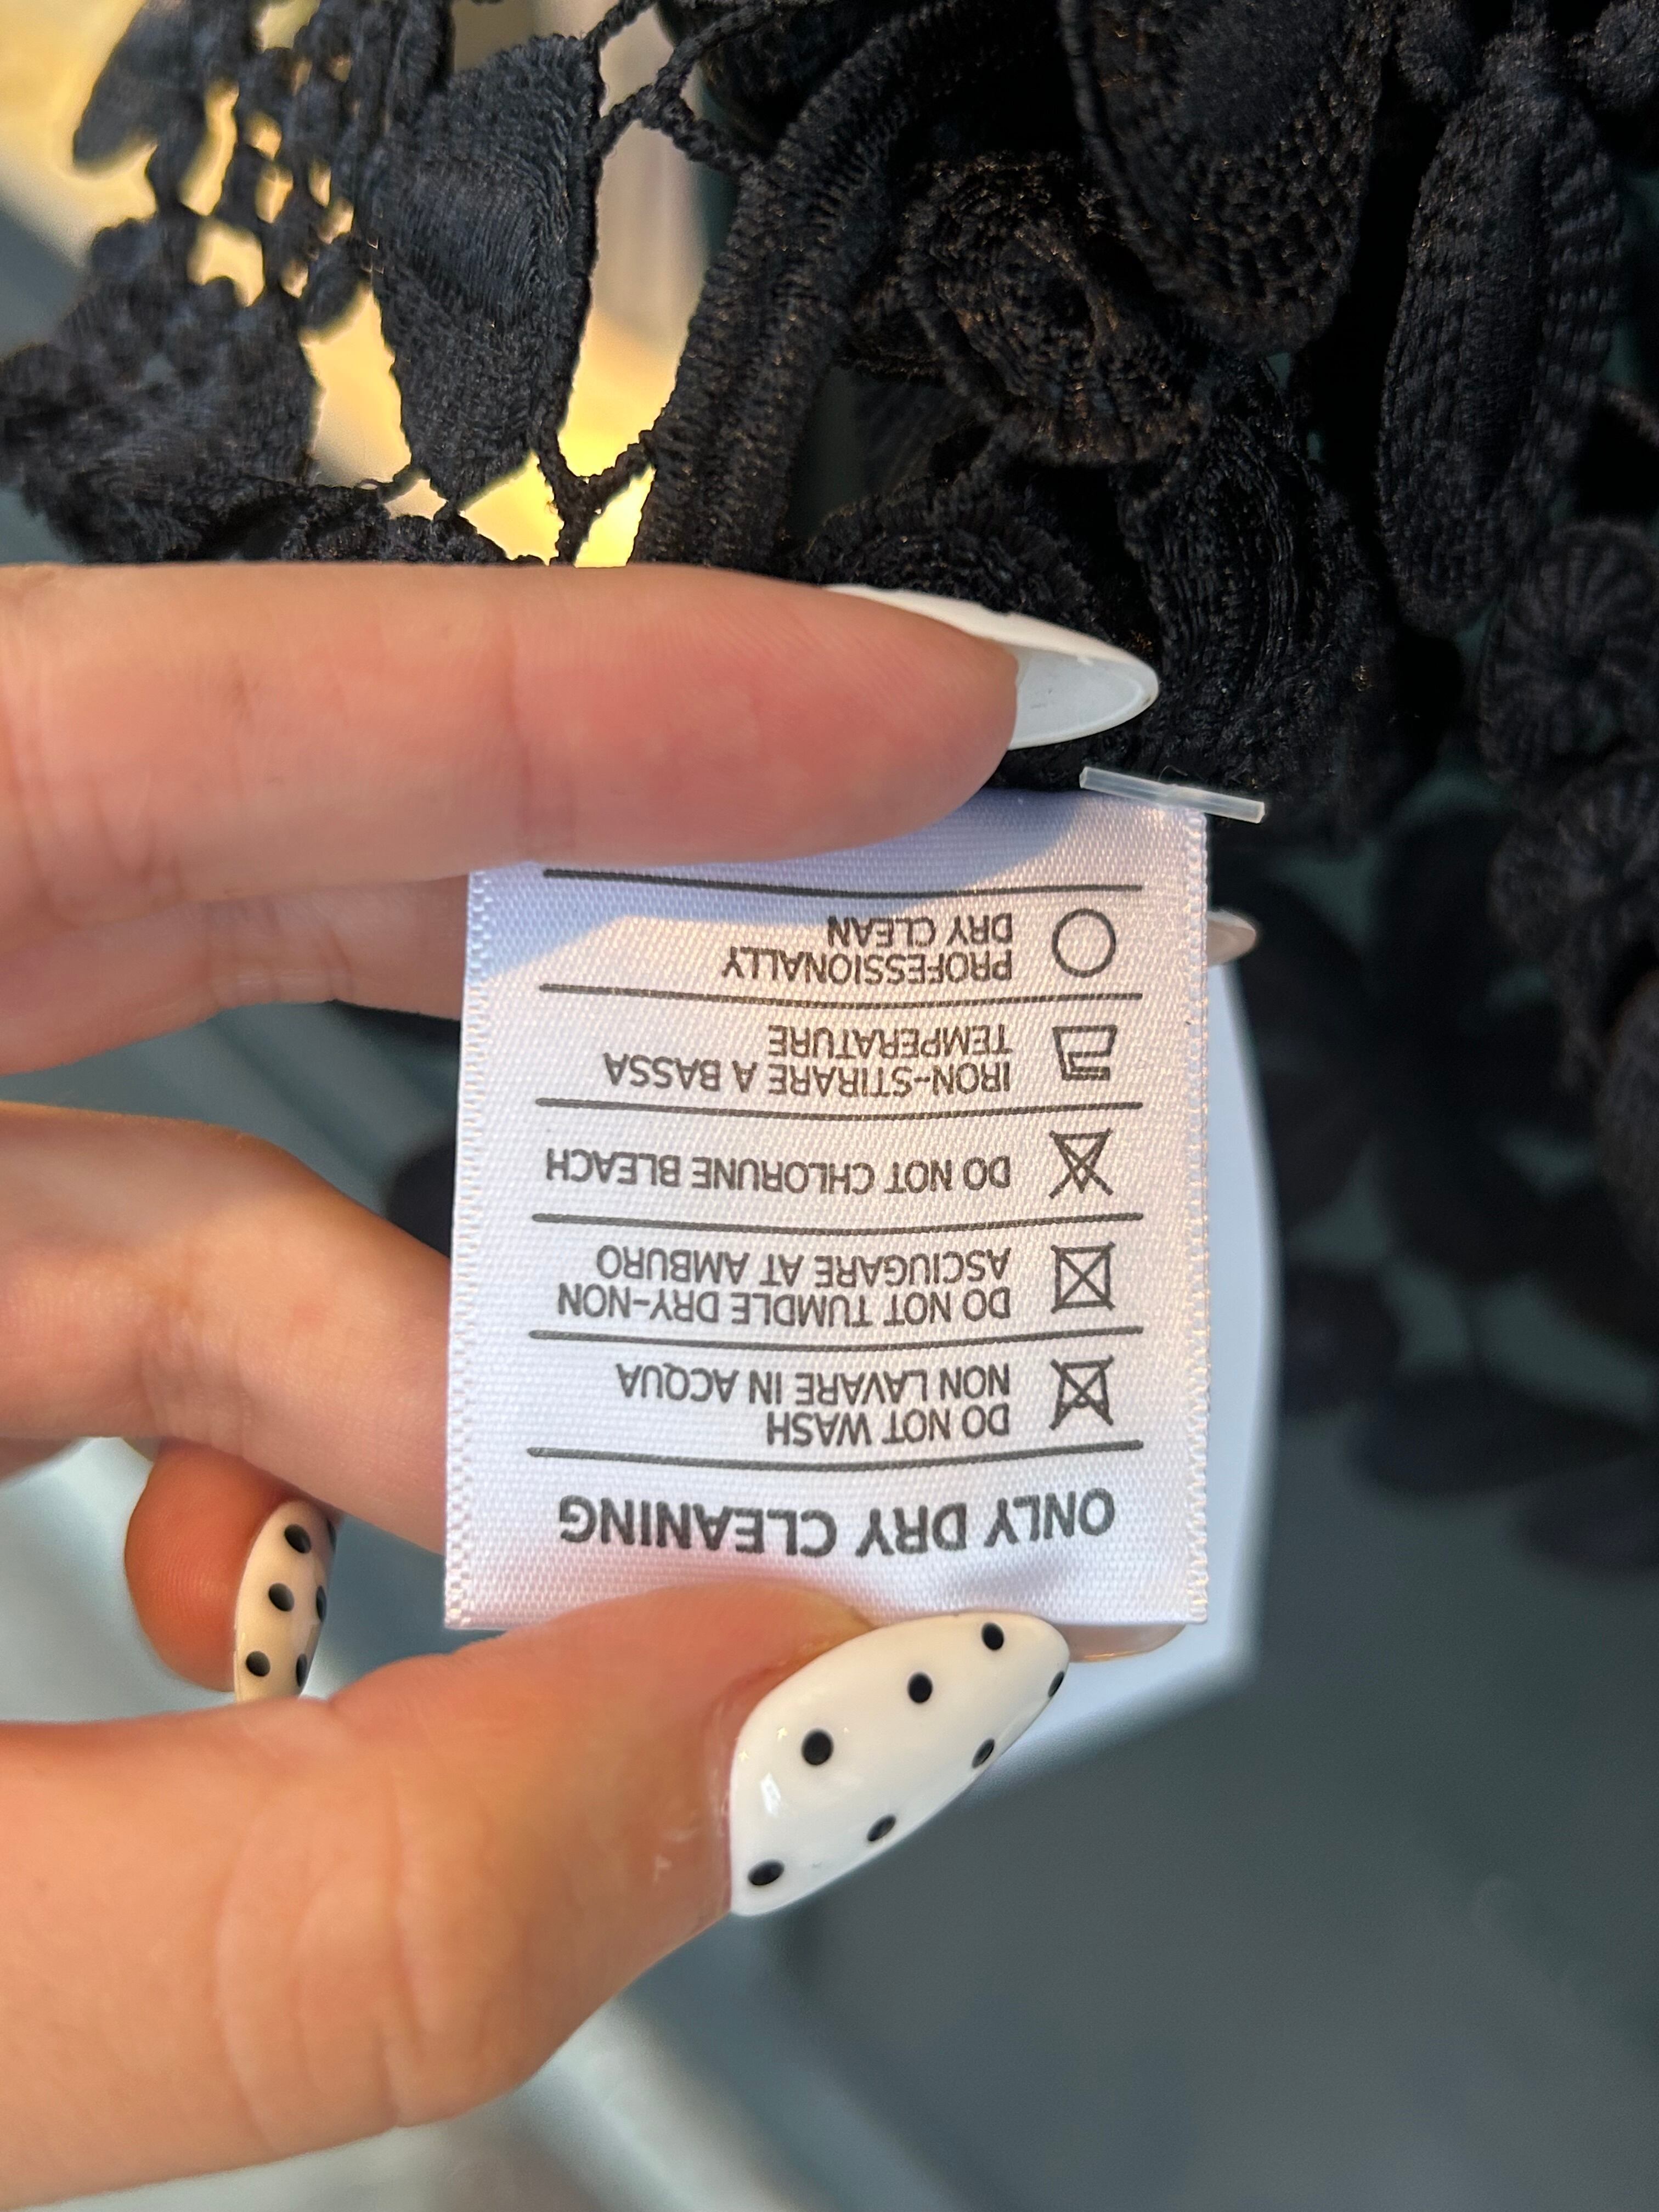 ONLY DRY CLEANING
DO NOT WASH
NON LAVARE IN ACQUA
DO NOT TUMDLE DRY-NON
ASCIUGARE AT AMBURO
DO NOT CHLORUNE BLEACH
IRON-STIRARE A BASSA
TEMPERATURE
PROFESSIONALLY
DRY CLEAN